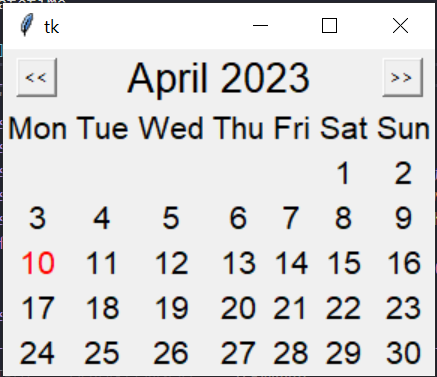 tk
<< April 2023 >>
Mon Tue Wed Thu Fri Sat Sun
1 2
3 4 5 6 7 8 9
10 11 12 13 14 15 16
17 18 19 20 21 22 23
24 25 26 27 28 29 30